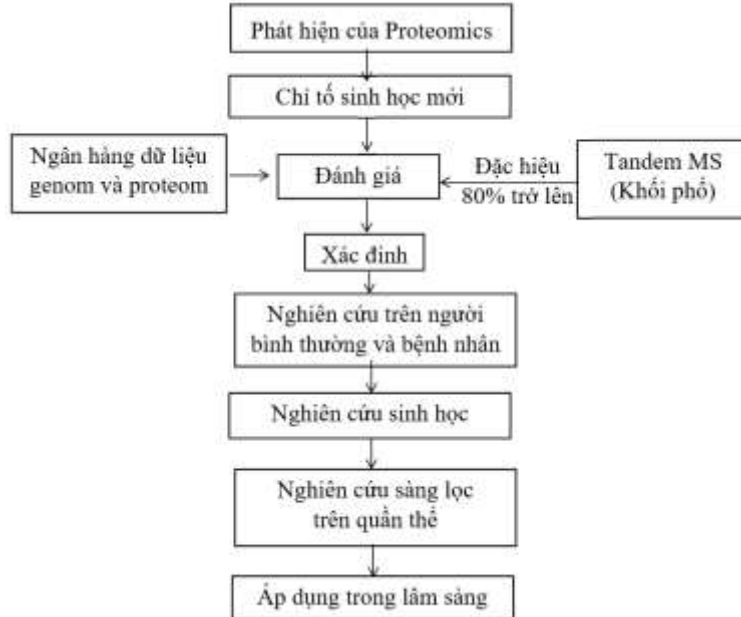 Phát hiện của Proteomics
Chỉ tố sinh học mới
Ngân hàng dữ liệu
genom và proteom
Đánh giá
Đặc hiệu
80% trở lên
Tandem MS
(Khối phổ)
Xác định
Nghiên cứu trên người
bình thường và bệnh nhân
Nghiên cứu sinh học
Nghiên cứu sàng lọc
trên quần thể
Áp dụng trong lâm sàng